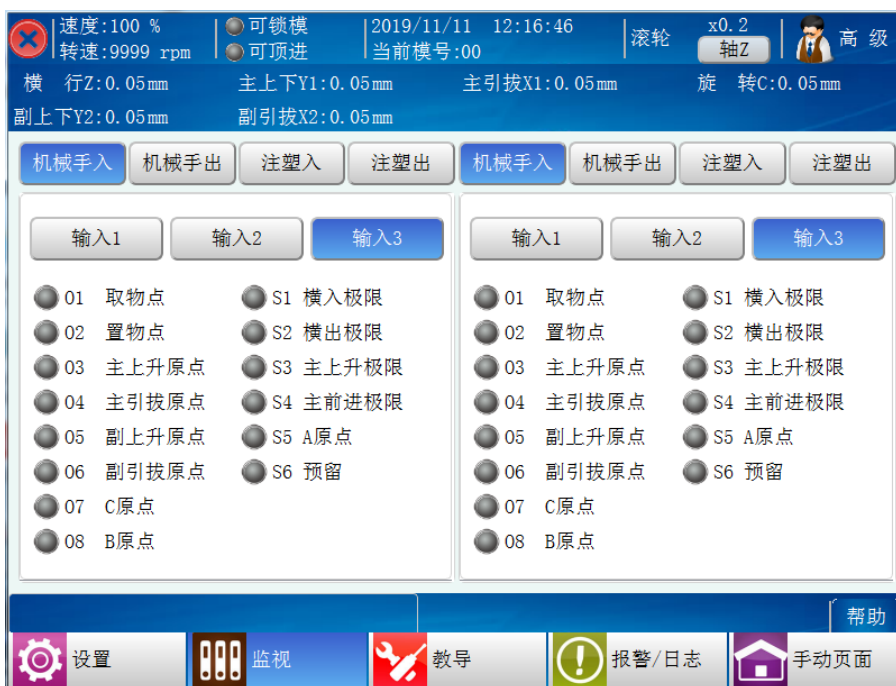 速度:100 % 可锁模 2019/11/11 12:16:46 滚轮 x0.2 高 级
转速:9999 rpm 可顶进 当前模号:00 轴Z
横 行Z:0.05mm 主上下Y1:0.05mm 主引拔X1:0.05mm 旋 转C:0.05mm
副上下Y2:0.05mm 副引拔X2:0.05mm
机械手入 机械手出 注塑入 注塑出 机械手入 机械手出 注塑入 注塑出
输入1 输入2 输入3 输入1 输入2 输入3
01 取物点 S1 横入极限 01 取物点 S1 横入极限
02 置物点 S2 横出极限 02 置物点 S2 横出极限
03 主上升原点 S3 主上升极限 03 主上升原点 S3 主上升极限
04 主引拔原点 S4 主前进极限 04 主引拔原点 S4 主前进极限
05 副上升原点 S5 A原点 05 副上升原点 S5 A原点
06 副引拔原点 S6 预留 06 副引拔原点 S6 预留
07 C原点 07 C原点
08 B原点 08 B原点
帮助
设置 监视 教导 报警/日志 手动页面